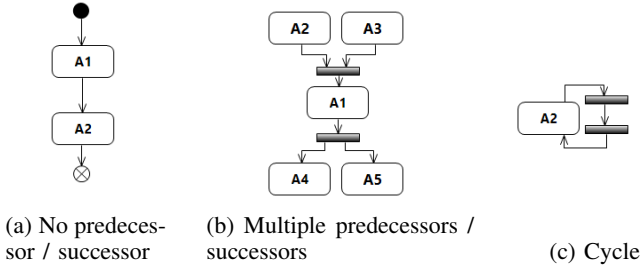 A1
A2
A2 A3
A1
A4 A5
A2
(a) No predeces-
sor / successor
(b) Multiple predecessors /
successors
(c) Cycle